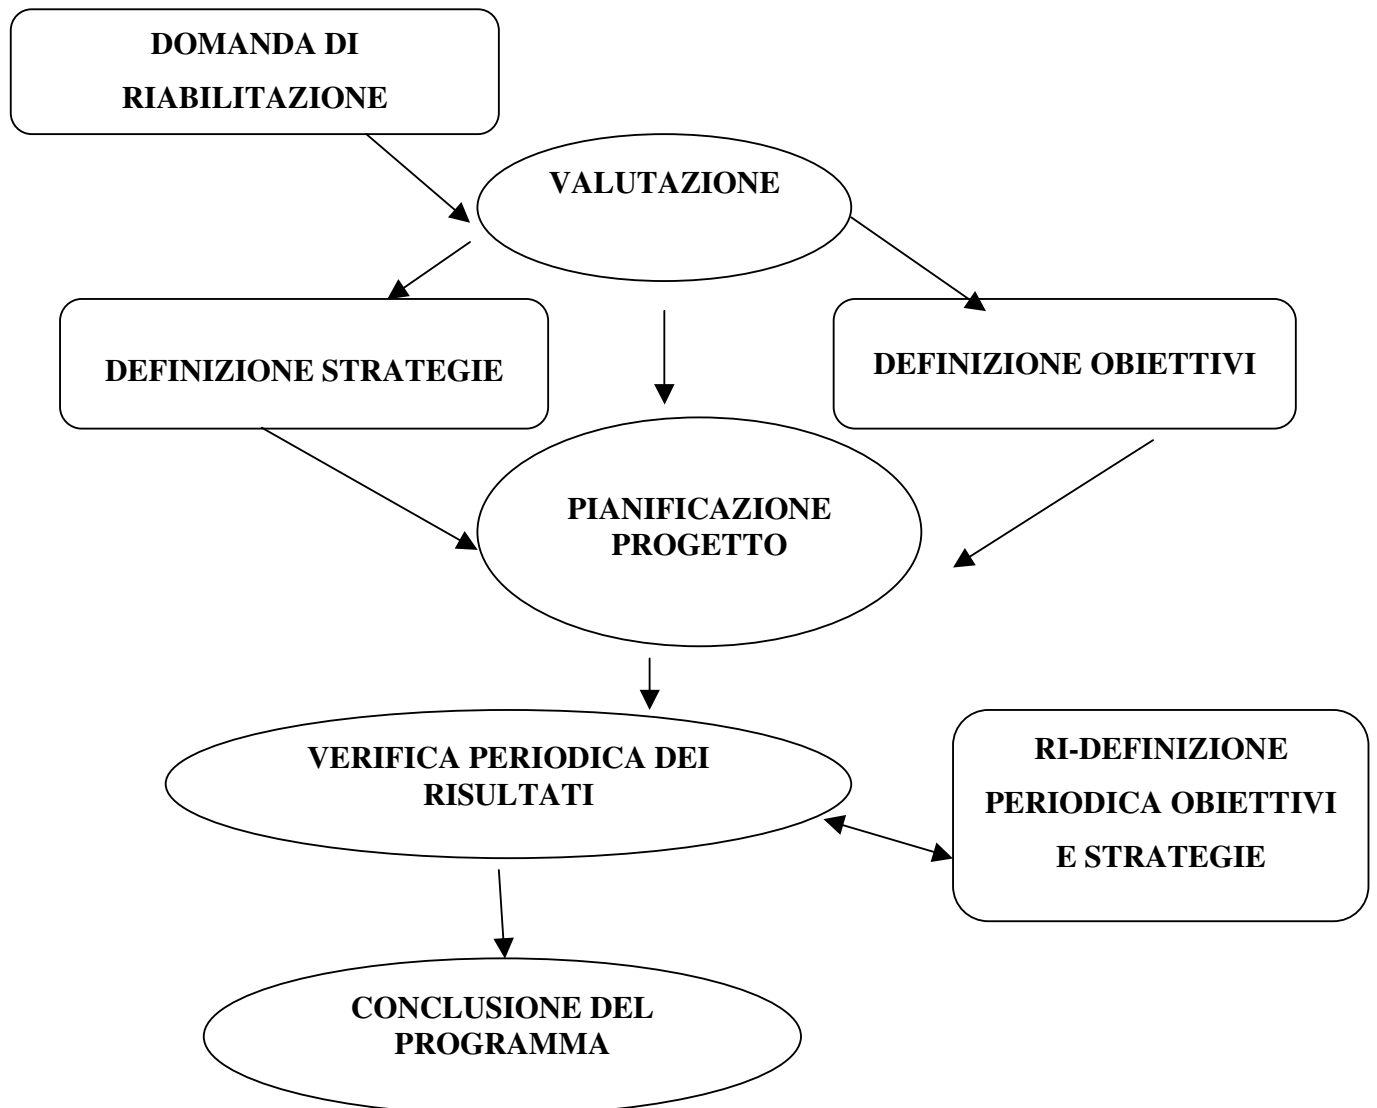 DOMANDA DI
RIABILITAZIONE
VALUTAZIONE
DEFINIZIONE STRATEGIE
DEFINIZIONE OBIETTIVI
PIANIFICAZIONE
PROGETTO
VERIFICA PERIODICA DEI
RISULTATI
RI-DEFINIZIONE
PERIODICA OBIETTIVI
E STRATEGIE
CONCLUSIONE DEL
PROGRAMMA